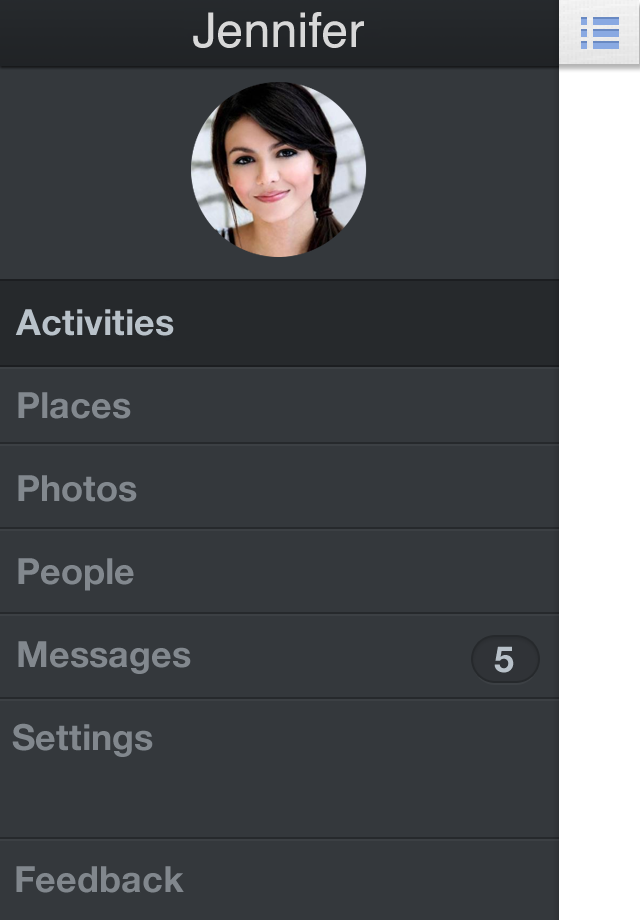 Jennifer
Activities
Places
Photos
People
Messages 5
Settings
Feedback